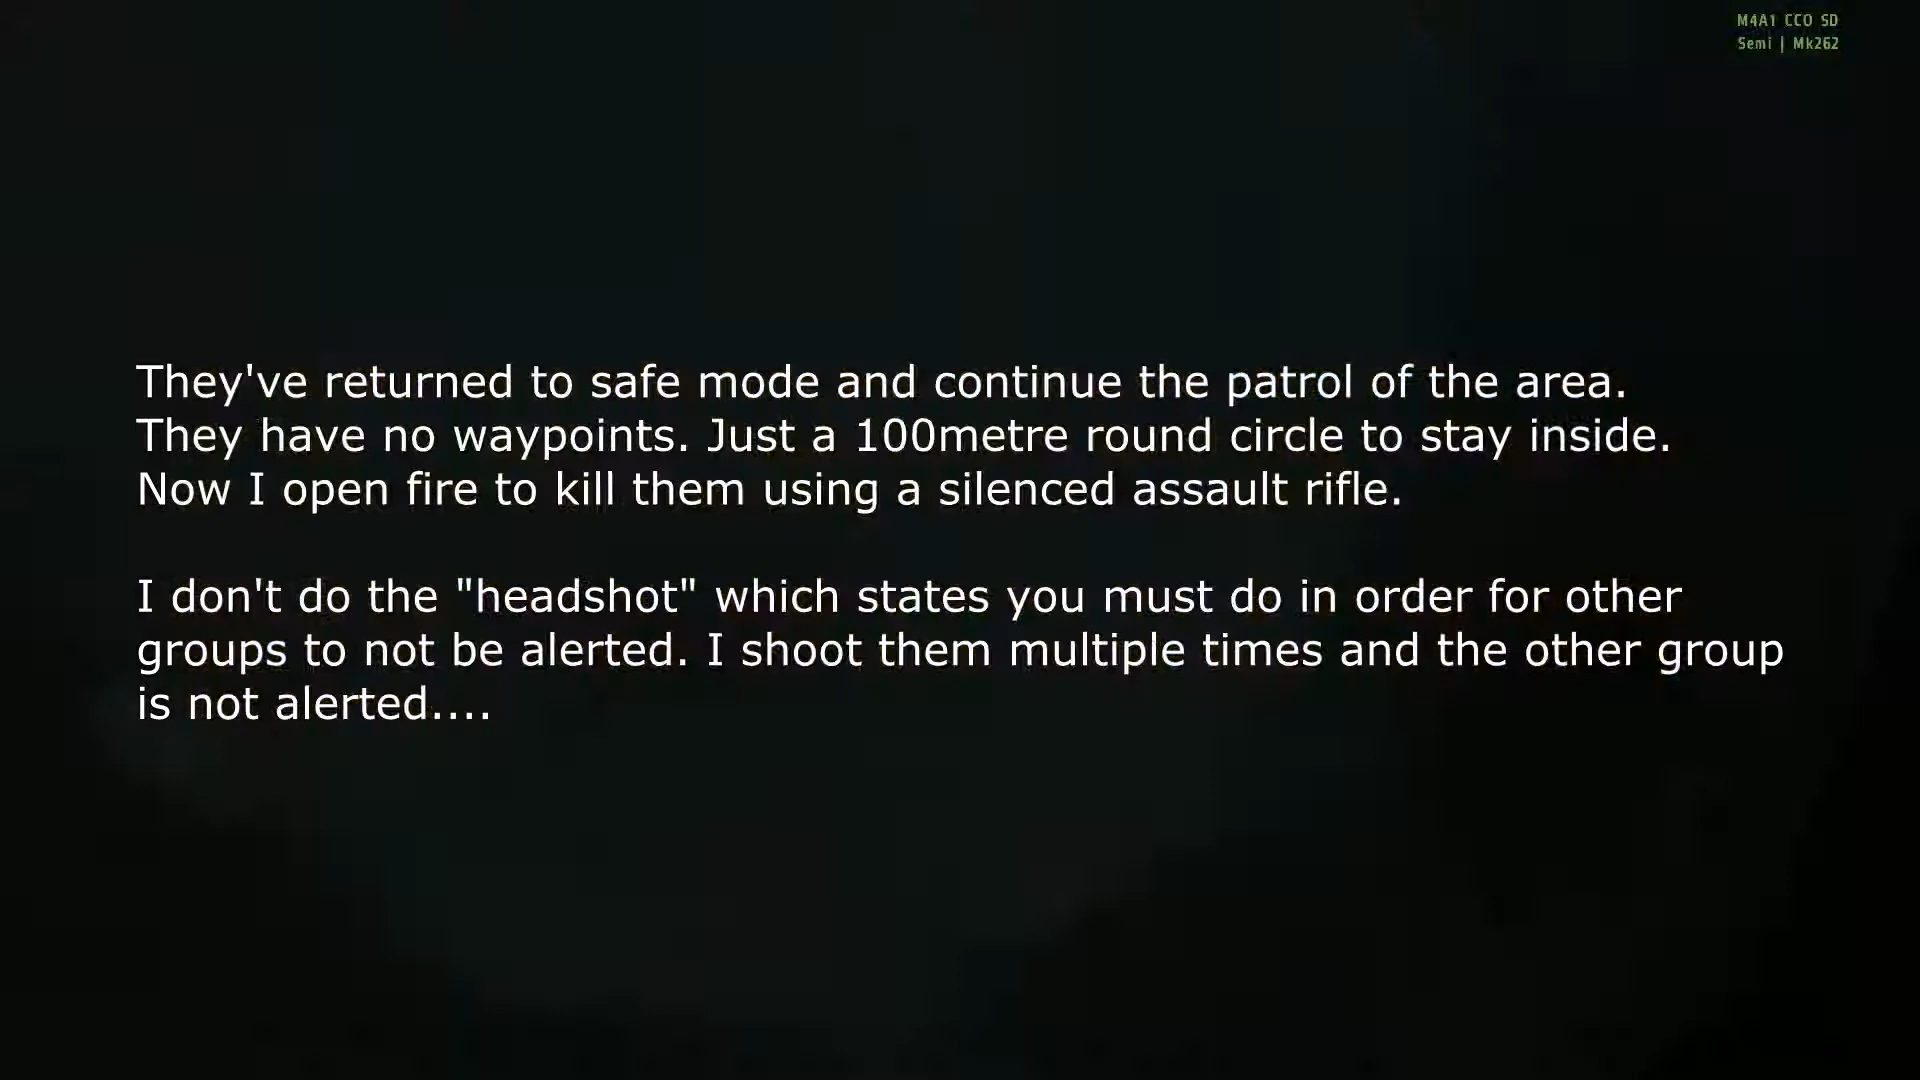 M4A1 CCO SD
Semi | Mk262
They've returned to safe mode and continue the patrol of the area.
They have no waypoints. Just a 100metre round circle to stay inside.
Now I open fire to kill them using a silenced assault rifle.
I don't do the "headshot" which states you must do in order for other
groups to not be alerted. I shoot them multiple times and the other group
is not alerted....